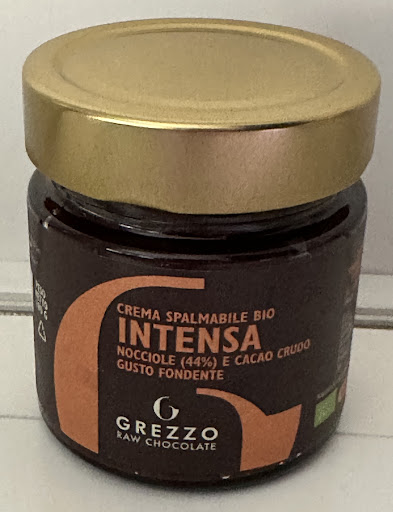 CREMA SPALMABILE BIO
INTENSA
NOCCIOLE (44%) E CACAO CRUDO
GUSTO FONDENTE
G
GREZZO
RAW CHOCOLATE